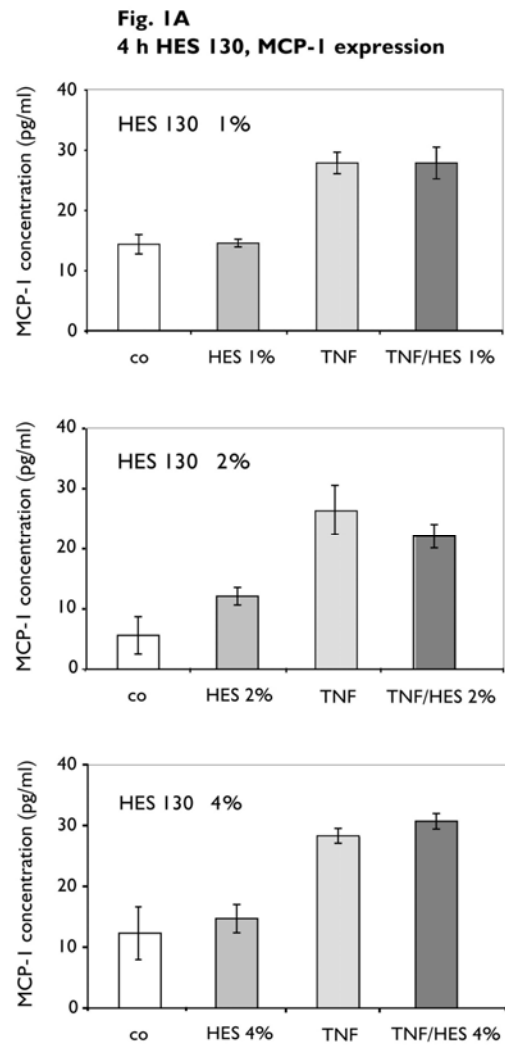 Fig. 1A
4 h HES 130, MCP-1 expression
MCP-1 concentration (pg/ml)
40
30
20
10
0
HES 130 1%
co HES 1% TNF TNF/HES 1%
MCP-1 concentration (pg/ml)
40
30
20
10
0
HES 130 2%
co HES 2% TNF TNF/HES 2%
MCP-1 concentration (pg/ml)
40
30
20
10
0
HES 130 4%
co HES 4% TNF TNF/HES 4%